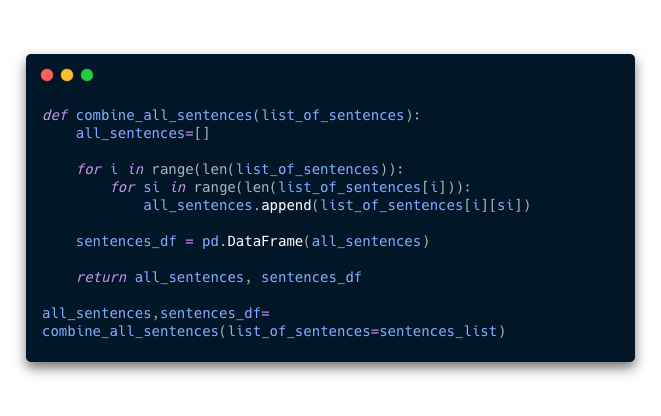 def combine_all_sentences(list_of_sentences):
    all_sentences=[]
    for i in range(len(list_of_sentences)):
        for si in range(len(list_of_sentences[i])):
            all_sentences.append(list_of_sentences[i][si])
    sentences_df = pd.DataFrame(all_sentences)
    return all_sentences, sentences_df
all_sentences,sentences_df=
combine_all_sentences(list_of_sentences=sentences_list)